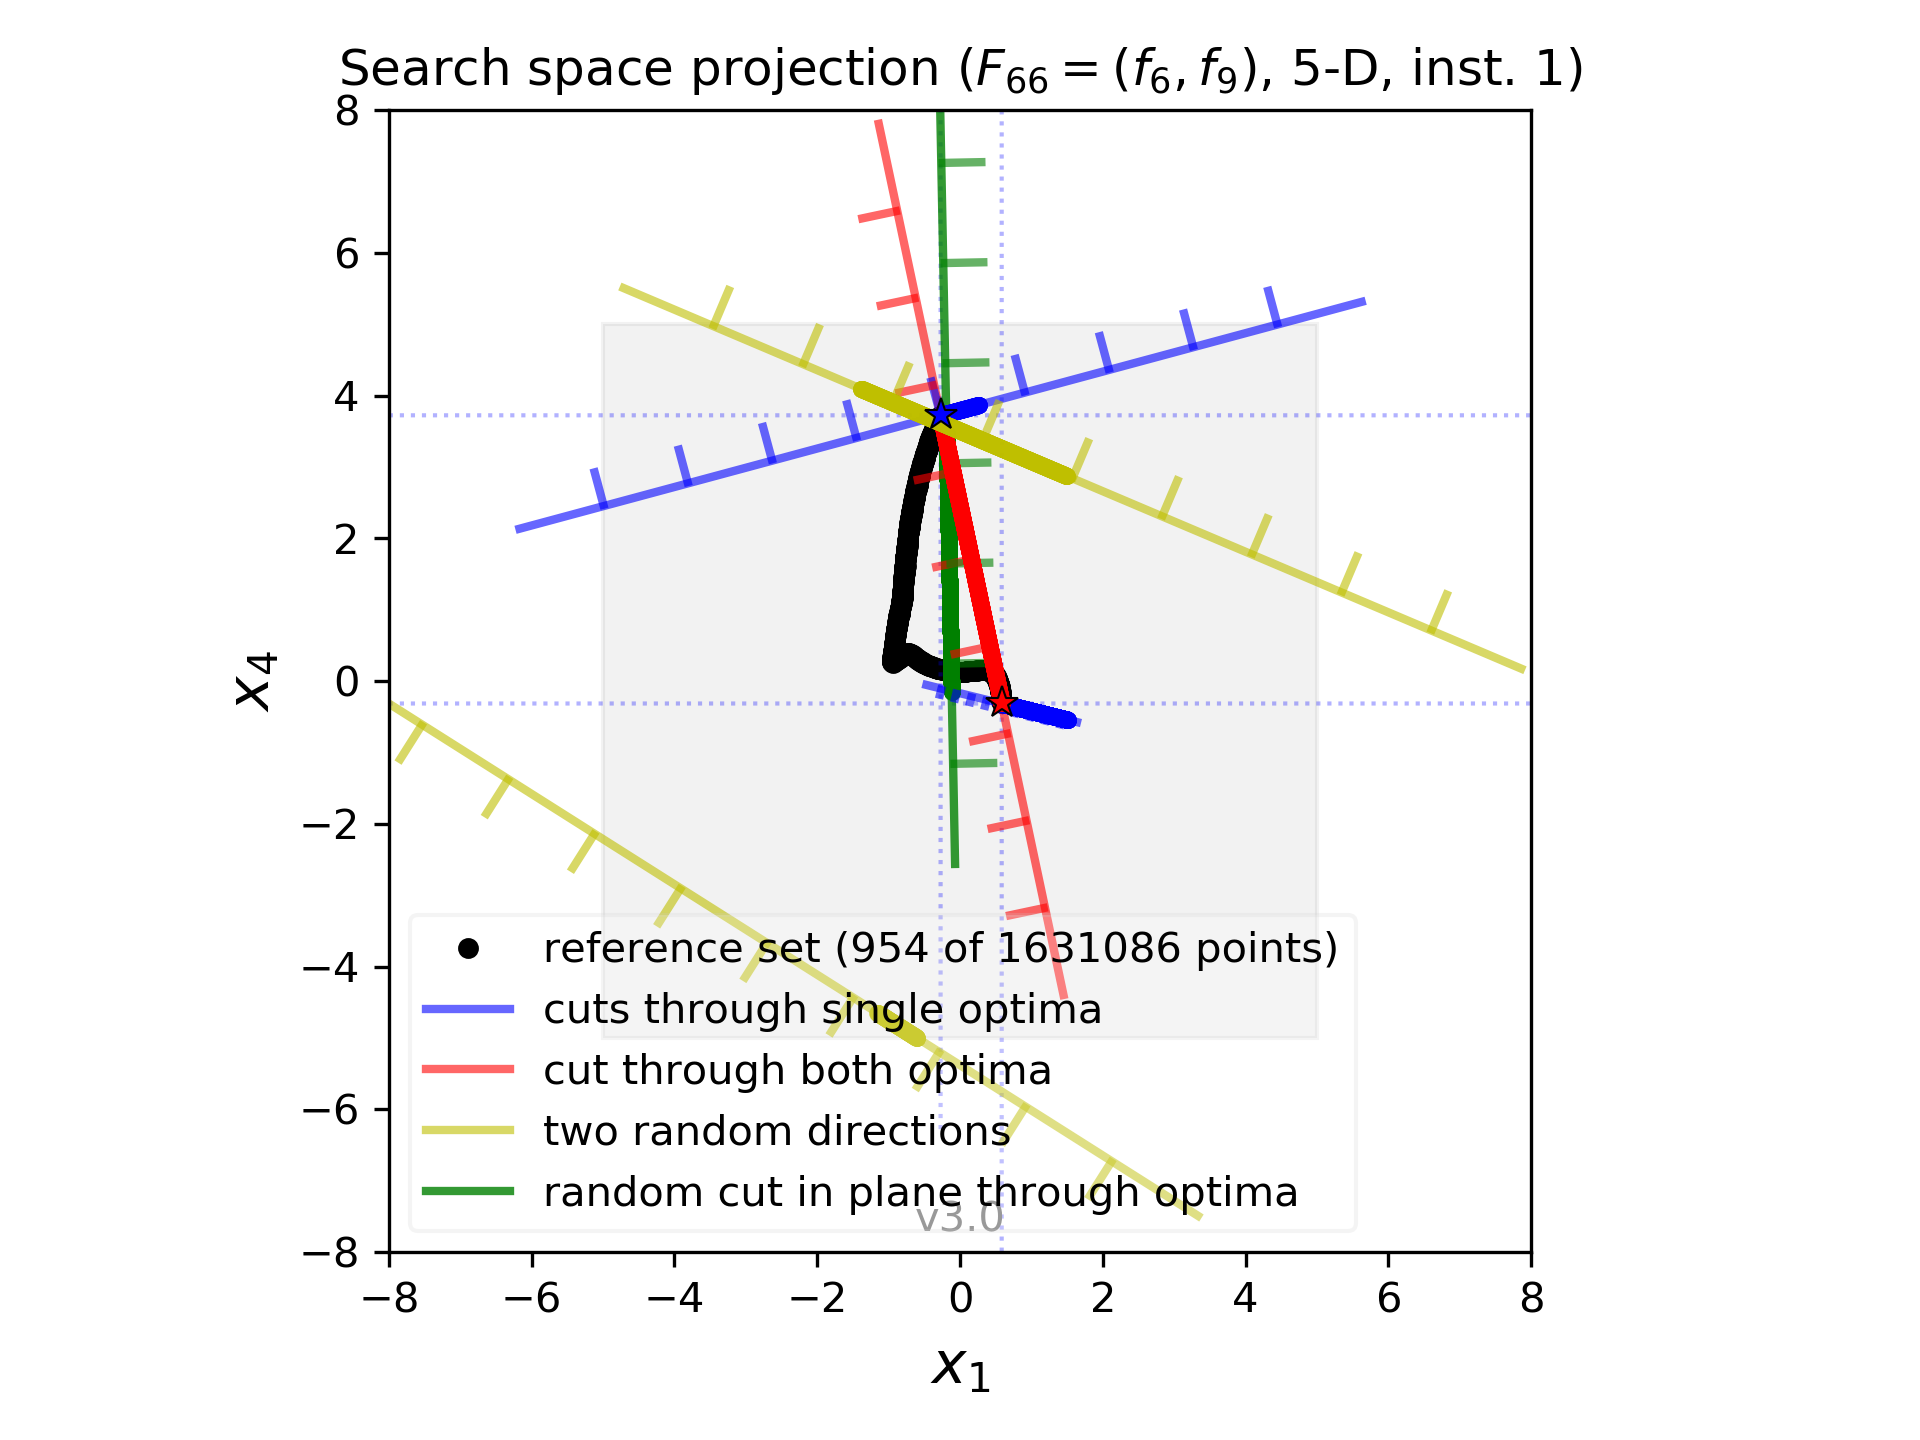 Search space projection (F₆₆ = (f₆, f₉), 5-D, inst. 1)
8
6
4
2
0
−2
−4
−6
−8
x₄
reference set (954 of 1631086 points)
cuts through single optima
cut through both optima
two random directions
random cut in plane through optima
v3.0
−8 −6 −4 −2 0 2 4 6 8
x₁